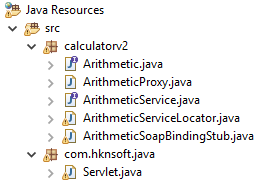 Java Resources
src
calculatorv2
Arithmetic.java
ArithmeticProxy.java
ArithmeticService.java
ArithmeticServiceLocator.java
ArithmeticSoapBindingStub.java
com.hknsoft.java
Servlet.java